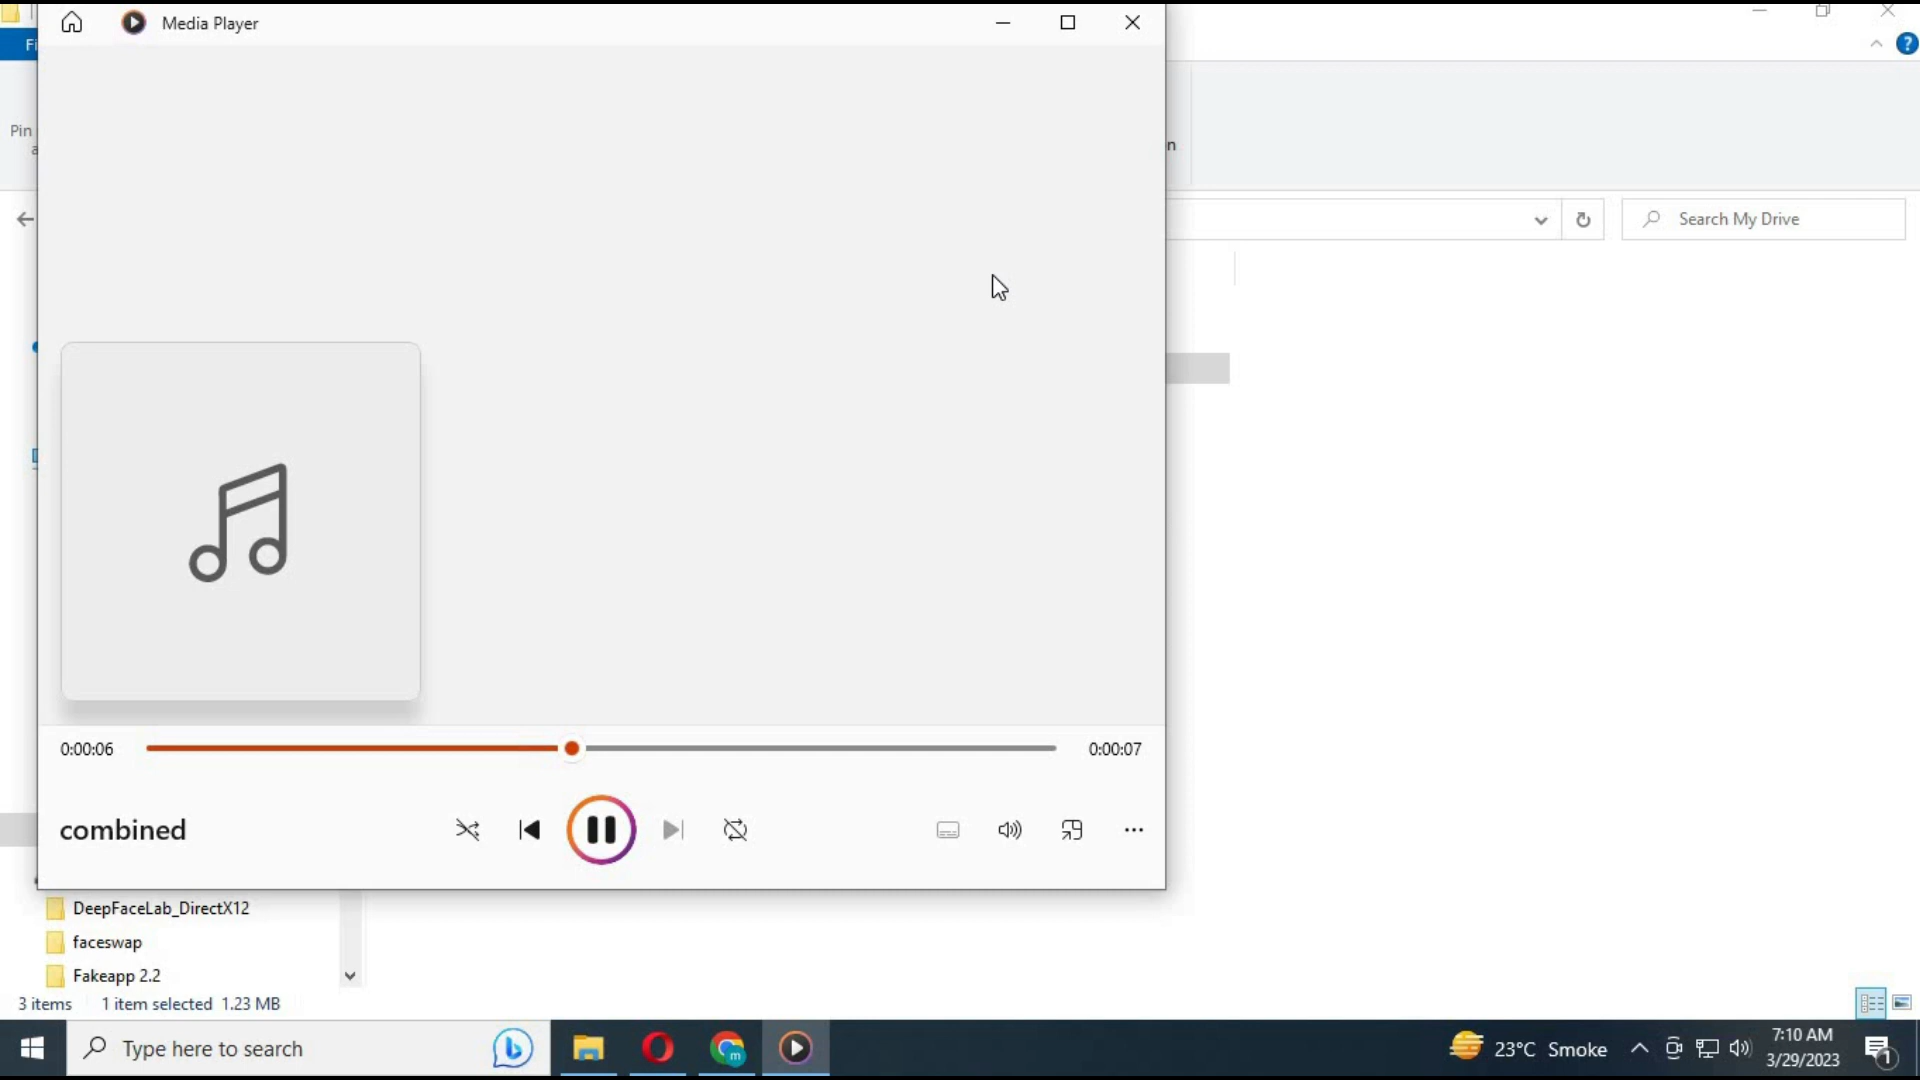 Media Player
Fi
?
Pin
a
n
Search My Drive
0:00:06
0:00:07
combined
DeepFaceLab_DirectX12
faceswap
Fakeapp 2.2
3 items 1 item selected 1.23 MB
Type here to search
m
23°C Smoke
7:10 AM
3/29/2023
1